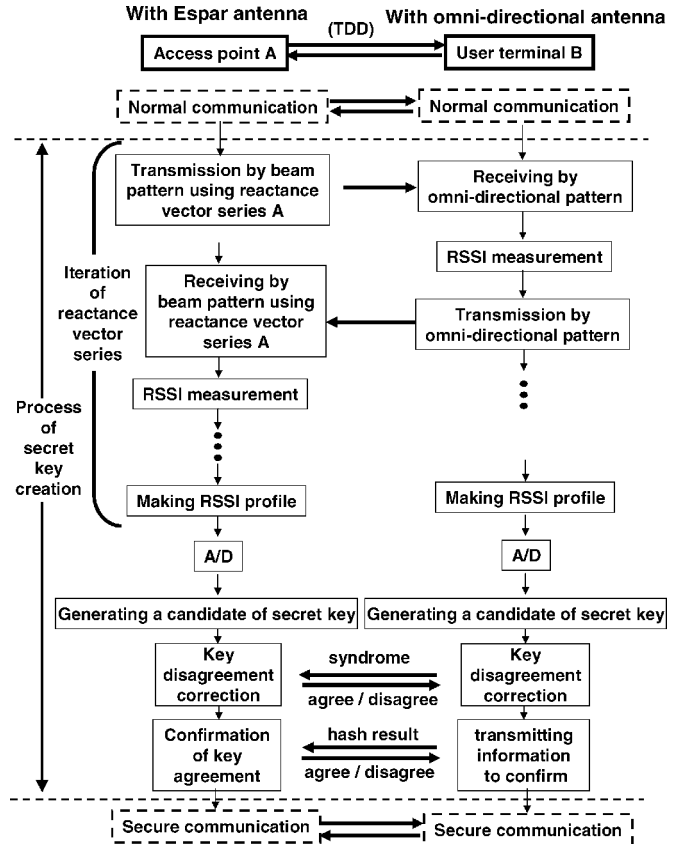 With Espar antenna
With omni-directional antenna
(TDD)
Access point A
User terminal B
Normal communication
Normal communication
Transmission by beam
pattern using reactance
vector series A
Receiving by
omni-directional pattern
RSSI measurement
Iteration
of
reactance
vector
series
Receiving by
beam pattern using
reactance vector
series A
Transmission by
omni-directional pattern
RSSI measurement
Process
of
secret
key
creation
Making RSSI profile
Making RSSI profile
A/D
A/D
Generating a candidate of secret key
Generating a candidate of secret key
Key
disagreement
correction
syndrome
agree / disagree
Key
disagreement
correction
Confirmation
of key
agreement
hash result
agree / disagree
transmitting
information
to confirm
Secure communication
Secure communication